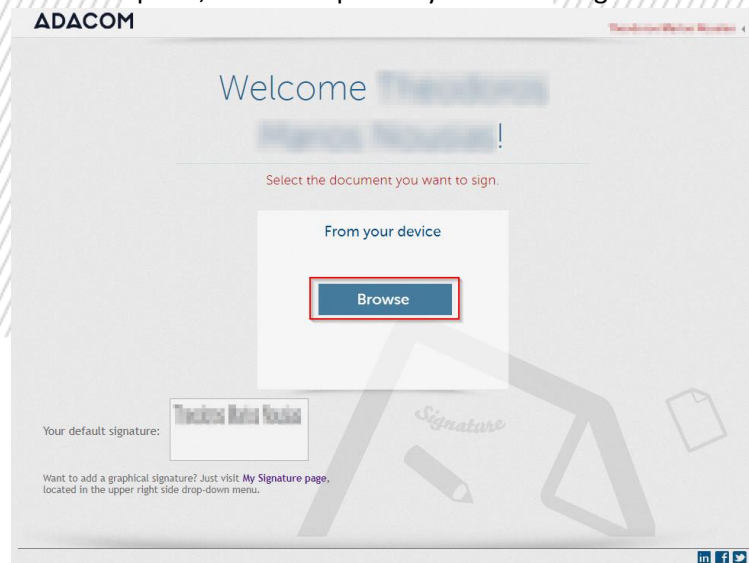 ADACOM
Welcome
!
Select the document you want to sign.
From your device
Browse
Signature
Your default signature:
Want to add a graphical signature? Just visit My Signature page,
located in the upper right side drop-down menu.
in f